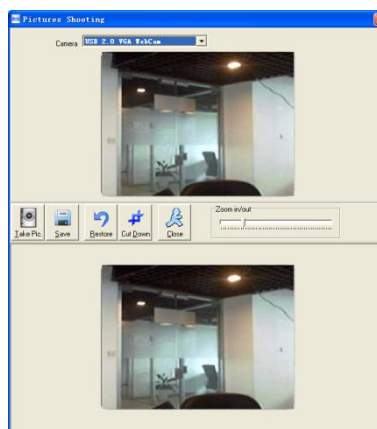 Pictures Shooting
Camera USB 2.0 VGA WebCam
Zoom in/out
Take Pic. Save Restore Cut Down Close